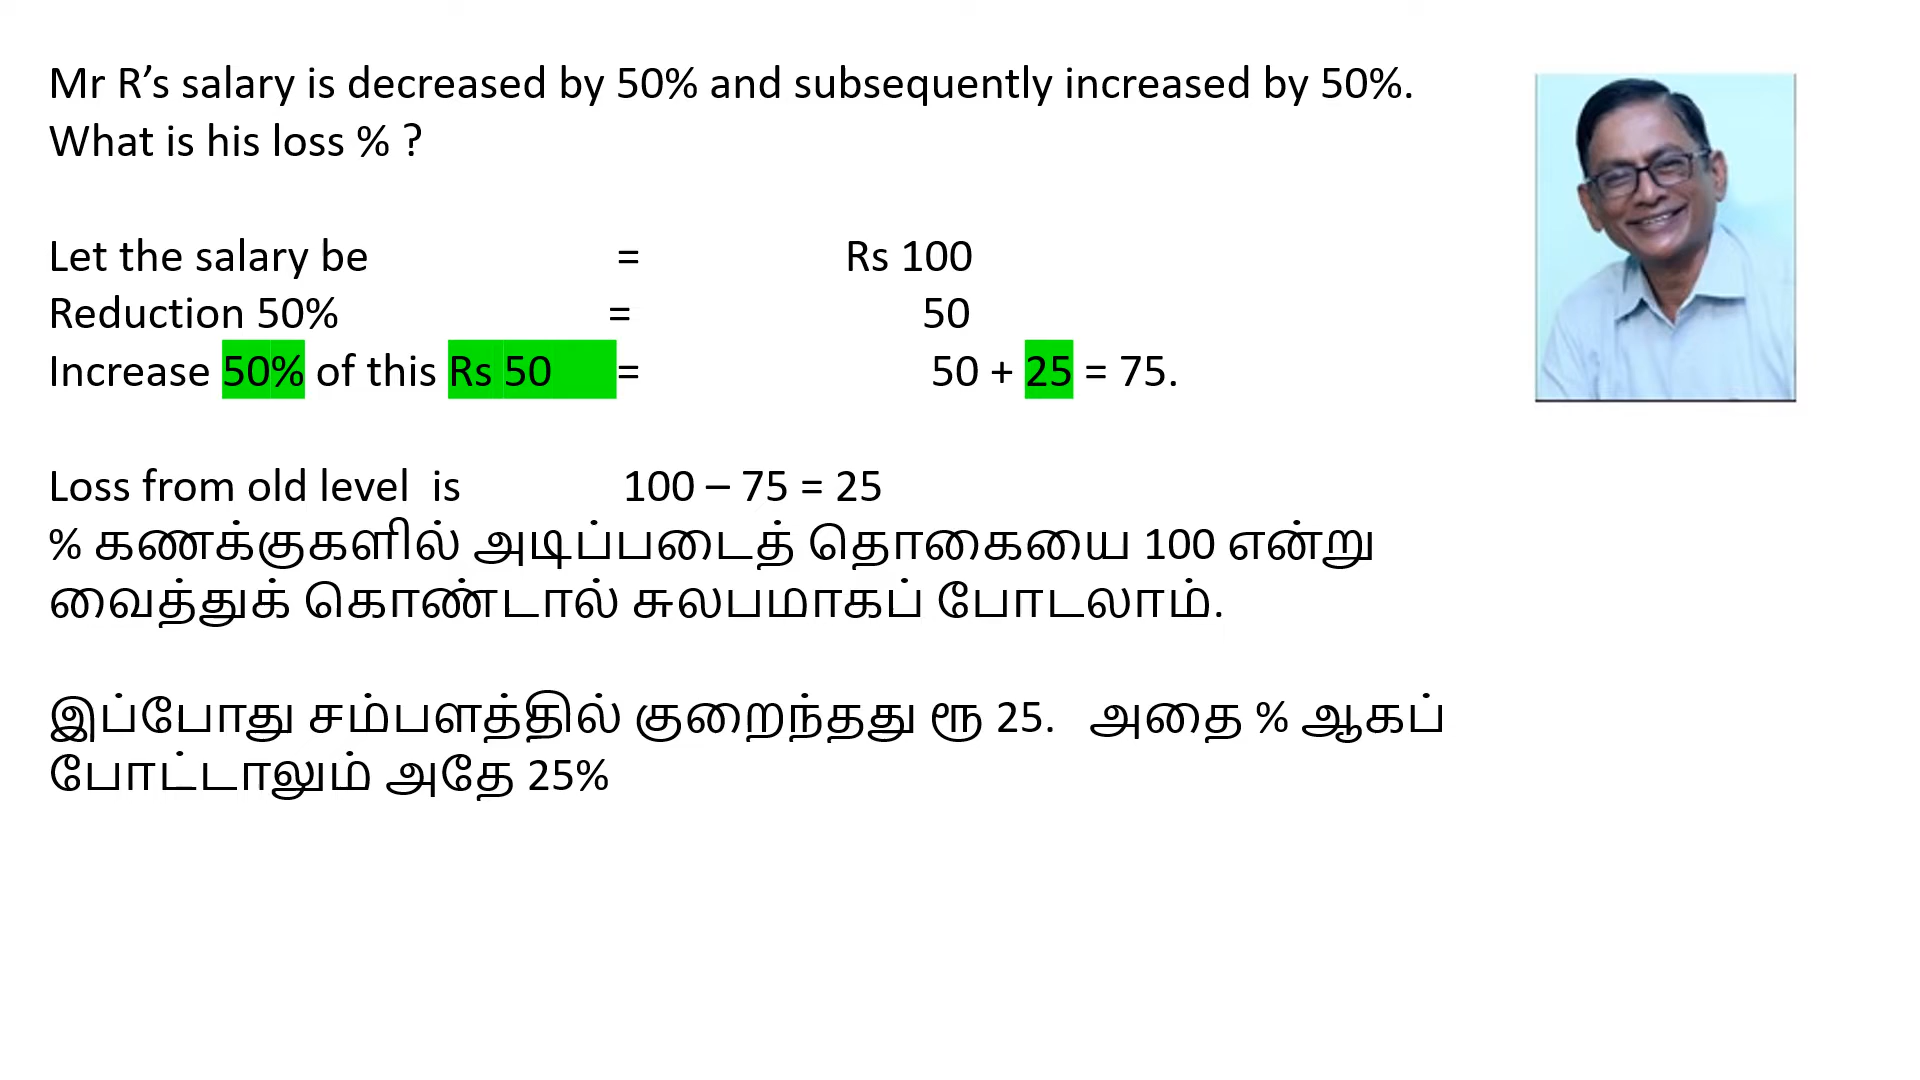 Mr R’s salary is decreased by 50% and subsequently increased by 50%.
What is his loss % ?
Let the salary be = Rs 100
Reduction 50% = 50
Increase 50% of this Rs 50 = 50 + 25 = 75.
Loss from old level is 100 – 75 = 25
% கணக்குகளில் அடிப்படைத் தொகையை 100 என்று
வைத்துக் கொண்டால் சுலபமாகப் போடலாம்.
இப்போது சம்பளத்தில் குறைந்தது ரூ 25. அதை % ஆகப்
போட்டாலும் அதே 25%